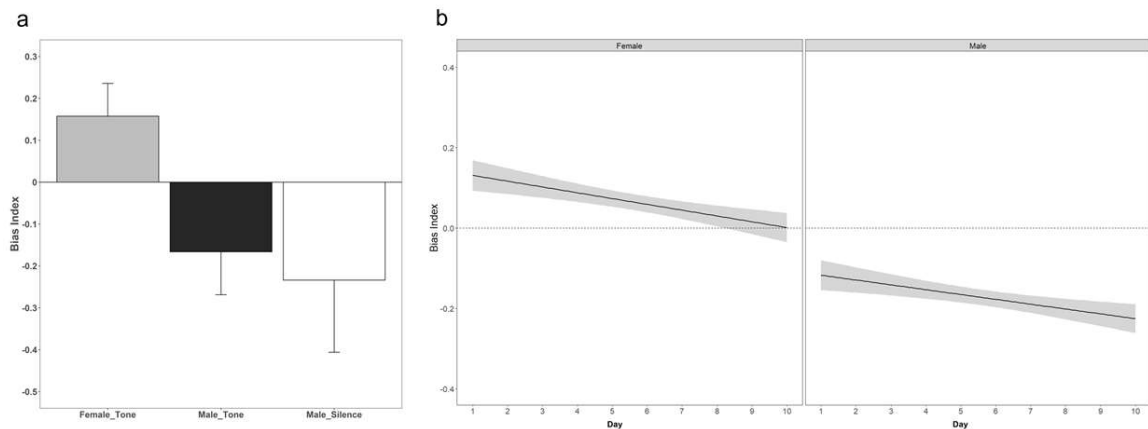 a
0.3
0.2
0.1
0
-0.1
-0.2
-0.3
-0.4
-0.5
Bias Index
Female_Tone Male_Tone Male_Silence
b
Female Male
0.4
0.2
0.0
-0.2
-0.4
Bias Index
1 2 3 4 5 6 7 8 9 10 1 2 3 4 5 6 7 8 9 10
Day Day